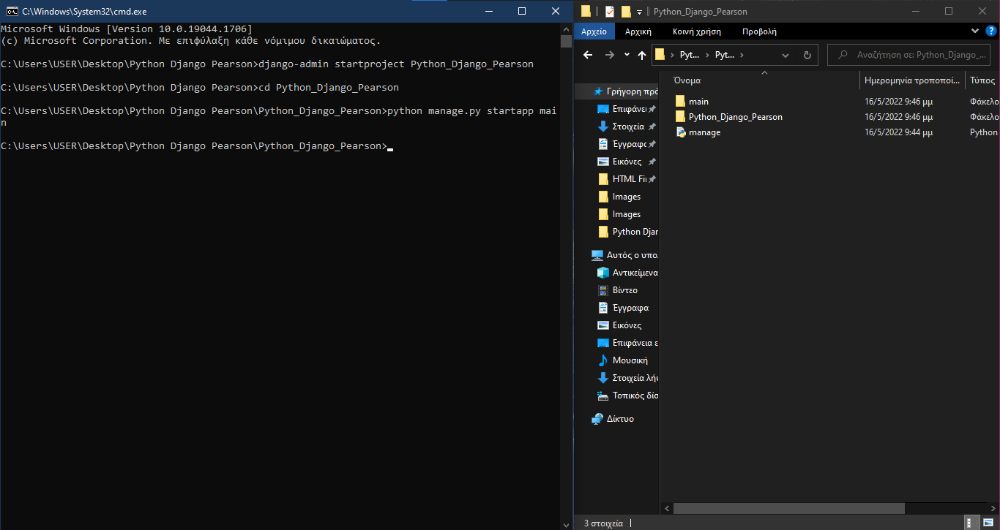 C:\Windows\System32\cmd.exe
Microsoft Windows [Version 10.0.19044.1706]
(c) Microsoft Corporation. Με επιφύλαξη κάθε νόμιμου δικαιώματος.
C:\Users\USER\Desktop\Python Django Pearson>django-admin startproject Python_Django_Pearson
C:\Users\USER\Desktop\Python Django Pearson>cd Python_Django_Pearson
C:\Users\USER\Desktop\Python Django Pearson\Python_Django_Pearson>python manage.py startapp mai
n
C:\Users\USER\Desktop\Python Django Pearson\Python_Django_Pearson>
Python_Django_Pearson
Αρχείο Αρχική Κοινή χρήση Προβολή
Pyt... Pyt... Αναζήτηση σε: Python_Django_...
Γρήγορη πρό
Επιφάνει
Στοιχεία
Έγγραφα
Εικόνες
HTML Fi
Images
Images
Python Djar
Αυτός ο υπολ
Αντικείμενα
Βίντεο
Έγγραφα
Εικόνες
Επιφάνεια ε
Μουσική
Στοιχεία λήψ
Τοπικός δίσ
Δίκτυο
Όνομα Ημερομηνία τροποποί... Τύπος
main 16/5/2022 9:46 μμ Φάκελο
Python_Django_Pearson 16/5/2022 9:46 μμ Φάκελο
manage 16/5/2022 9:44 μμ Python
3 στοιχεία